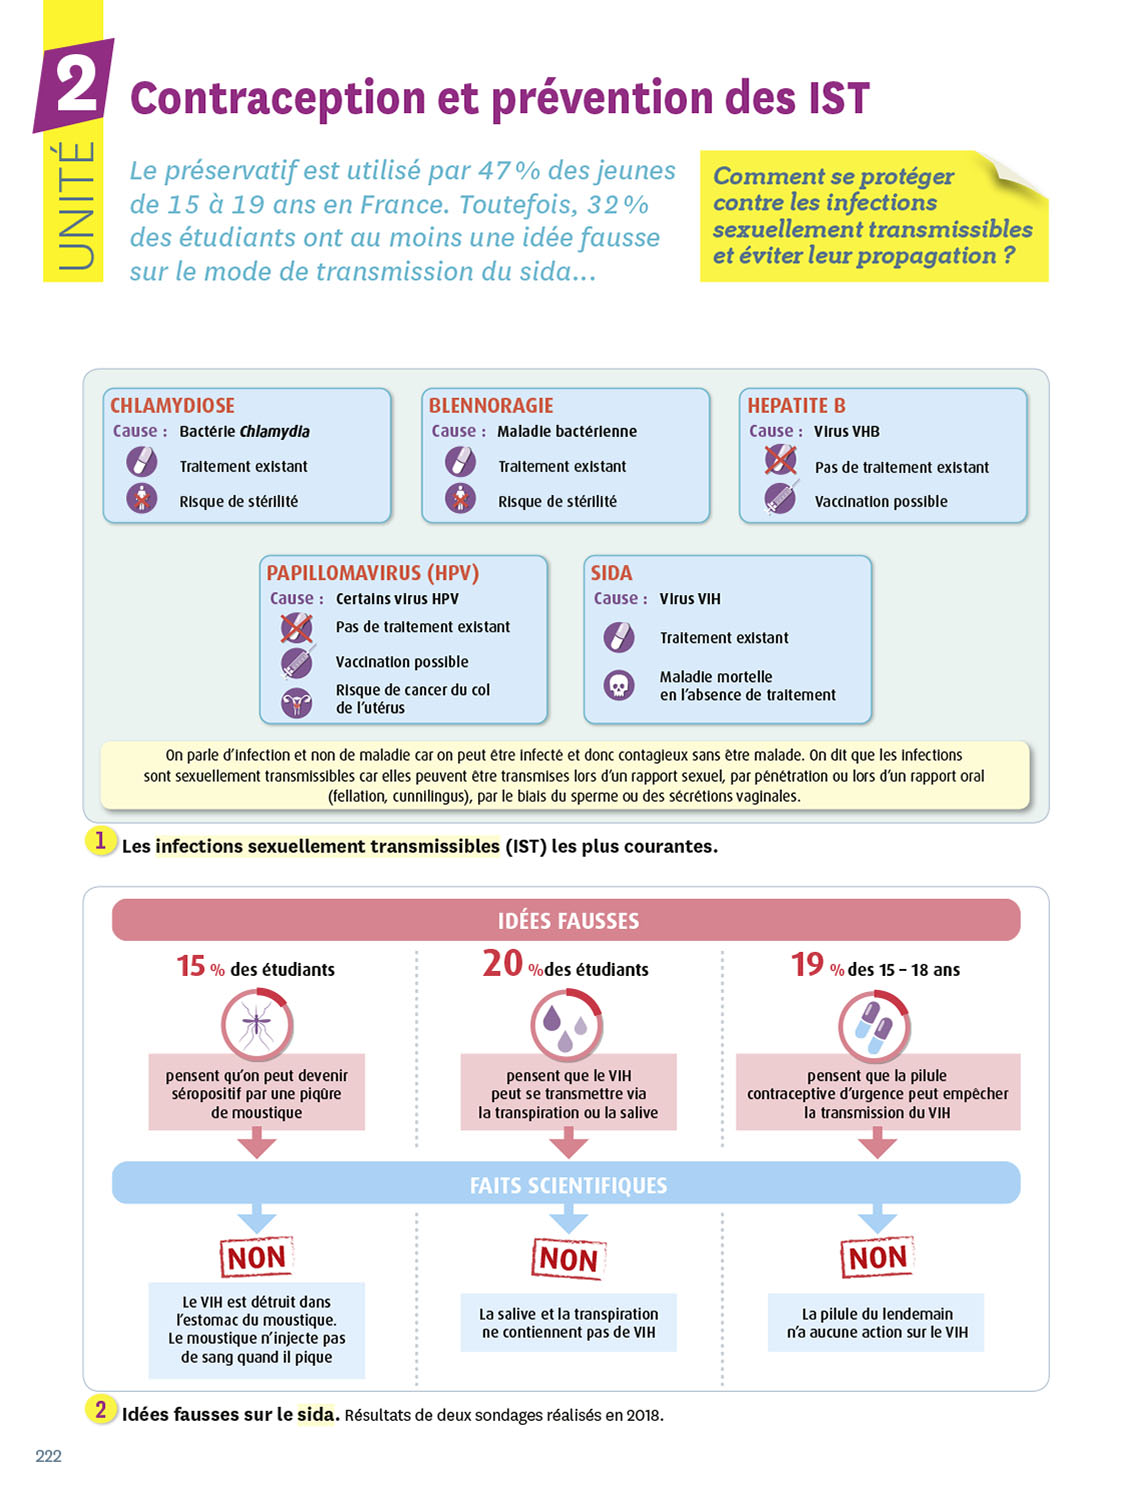 2
UNITÉ
Contraception et prévention des IST
Le préservatif est utilisé par 47 % des jeunes
de 15 à 19 ans en France. Toutefois, 32 %
des étudiants ont au moins une idée fausse
sur le mode de transmission du sida...
Comment se protéger
contre les infections
sexuellement transmissibles
et éviter leur propagation ?
CHLAMYDIOSE
Cause : Bactérie Chlamydia
Traitement existant
Risque de stérilité
BLENNORAGIE
Cause : Maladie bactérienne
Traitement existant
Risque de stérilité
HEPATITE B
Cause : Virus VHB
Pas de traitement existant
Vaccination possible
PAPILLOMAVIRUS (HPV)
Cause : Certains virus HPV
Pas de traitement existant
Vaccination possible
Risque de cancer du col
de l'utérus
SIDA
Cause : Virus VIH
Traitement existant
Maladie mortelle
en l'absence de traitement
On parle d'infection et non de maladie car on peut être infecté et donc contagieux sans être malade. On dit que les infections
sont sexuellement transmissibles car elles peuvent être transmises lors d'un rapport sexuel, par pénétration ou lors d'un rapport oral
(fellation, cunnilingus), par le biais du sperme ou des sécrétions vaginales.
1 Les infections sexuellement transmissibles (IST) les plus courantes.
IDÉES FAUSSES
15 % des étudiants
pensent qu'on peut devenir
séropositif par une piqûre
de moustique
20 % des étudiants
pensent que le VIH
peut se transmettre via
la transpiration ou la salive
19 % des 15 – 18 ans
pensent que la pilule
contraceptive d'urgence peut empêcher
la transmission du VIH
FAITS SCIENTIFIQUES
NON
Le VIH est détruit dans
l'estomac du moustique.
Le moustique n'injecte pas
de sang quand il pique
NON
La salive et la transpiration
ne contiennent pas de VIH
NON
La pilule du lendemain
n'a aucune action sur le VIH
2 Idées fausses sur le sida. Résultats de deux sondages réalisés en 2018.
222